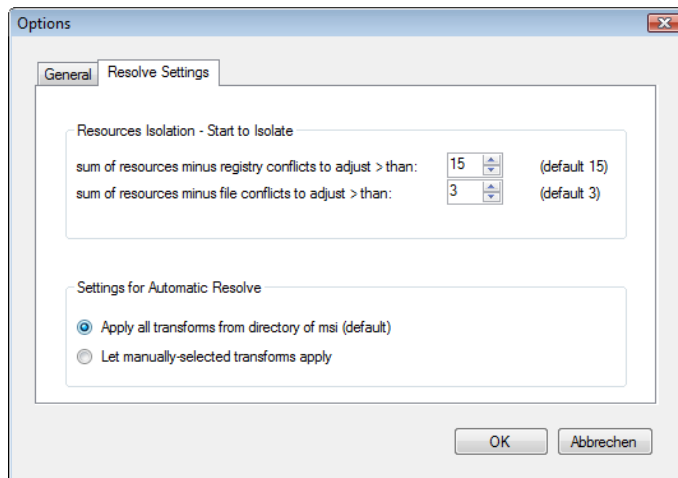 Options
General Resolve Settings
Resources Isolation - Start to Isolate
sum of resources minus registry conflicts to adjust > than: 15 (default 15)
sum of resources minus file conflicts to adjust > than: 3 (default 3)
Settings for Automatic Resolve
Apply all transforms from directory of msi (default)
Let manually-selected transforms apply
OK Abbrechen